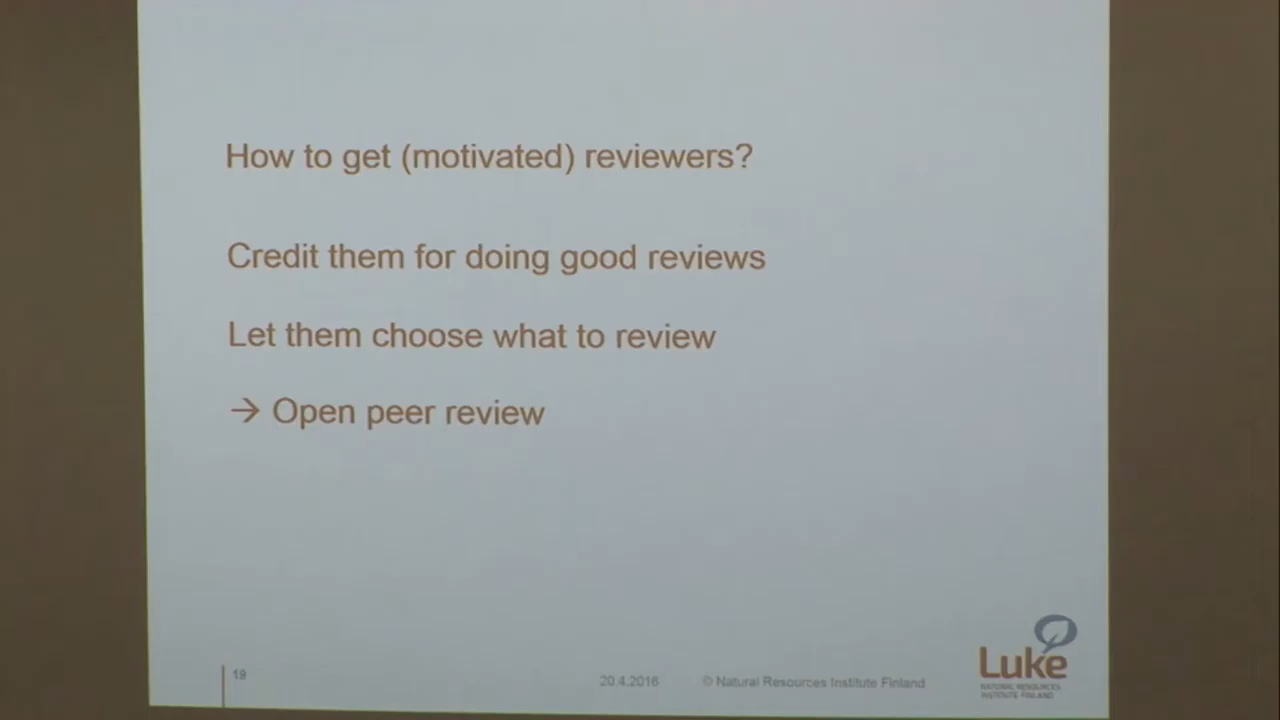 How to get (motivated) reviewers?
Credit them for doing good reviews
Let them choose what to review
→ Open peer review
19
20.4.2016
© Natural Resources Institute Finland
Luke
NATURAL RESOURCES
INSTITUTE FINLAND